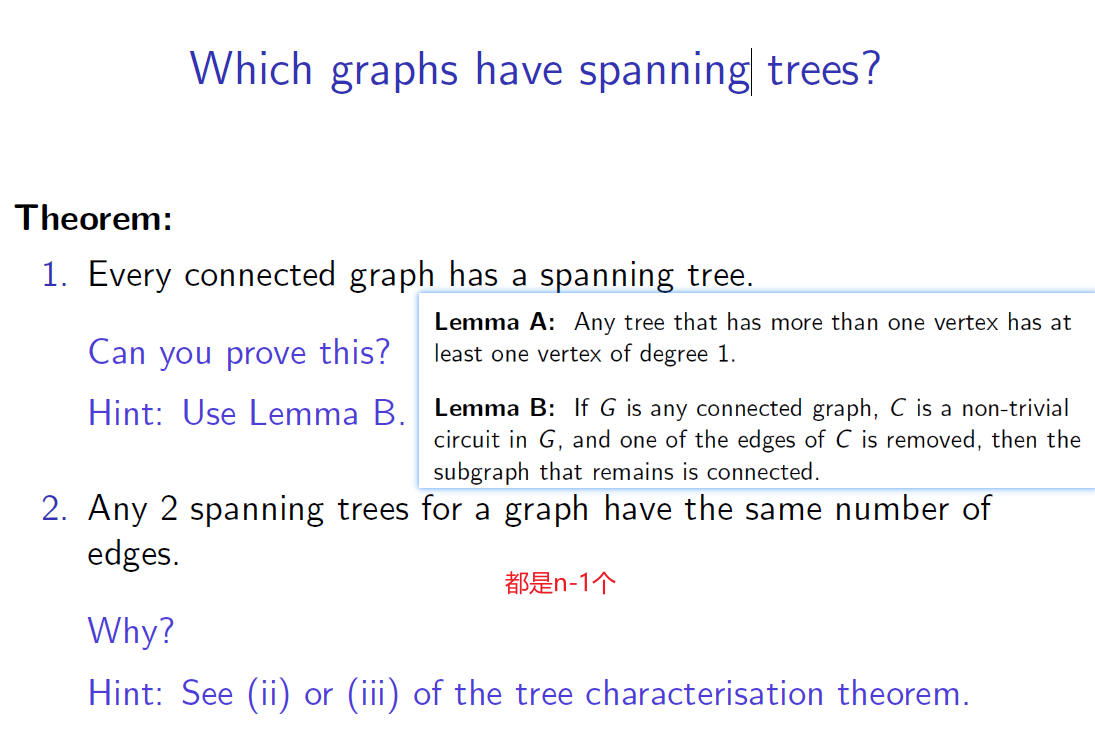 Which graphs have spanning trees?
Theorem:
1. Every connected graph has a spanning tree.
Can you prove this?
Hint: Use Lemma B.
Lemma A: Any tree that has more than one vertex has at
least one vertex of degree 1.
Lemma B: If G is any connected graph, C is a non-trivial
circuit in G, and one of the edges of C is removed, then the
subgraph that remains is connected.
2. Any 2 spanning trees for a graph have the same number of
edges.
都是n-1个
Why?
Hint: See (ii) or (iii) of the tree characterisation theorem.